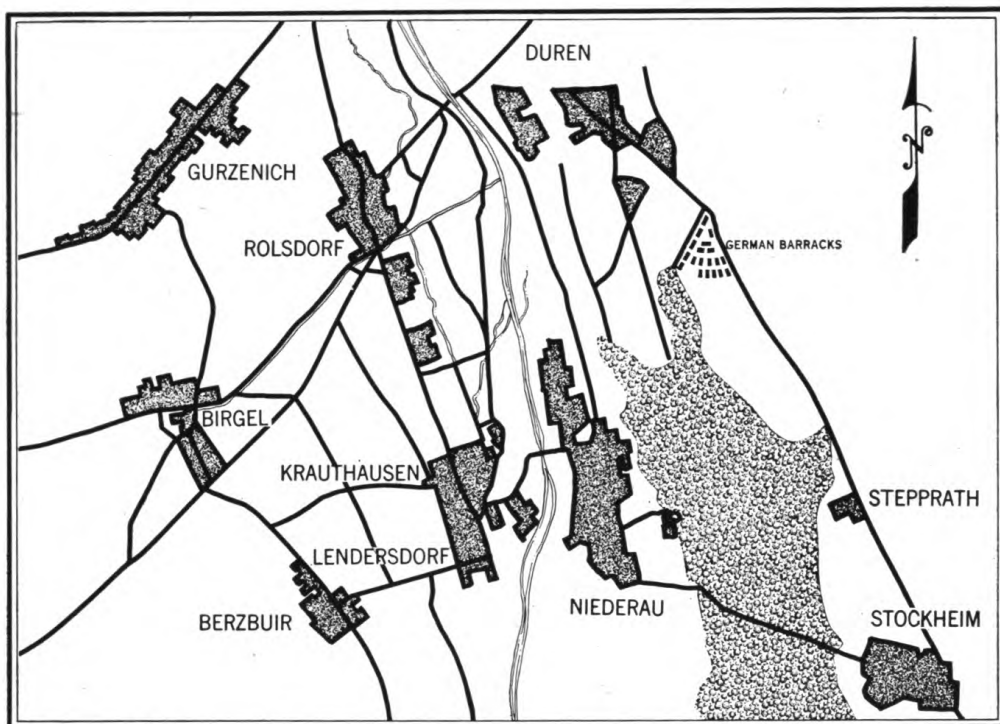 DUREN
GURZENICH
N
ROLSDORF
GERMAN BARRACKS
BIRGEL
KRAUTHAUSEN
STEPPRATH
LENDERSDORF
BERZBUIR
NIEDERAU
STOCKHEIM